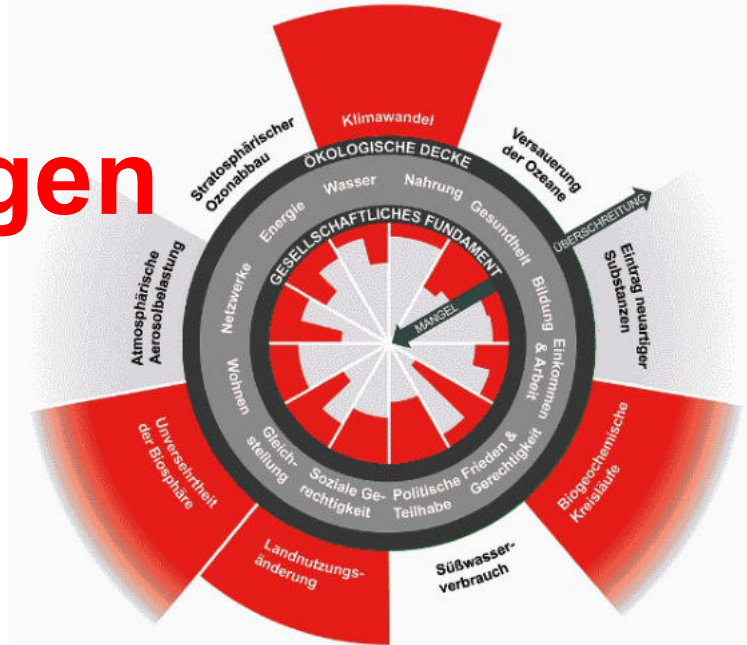 gen
Klimawandel
ÖKOLOGISCHE DECKE
Stratosphärischer
Ozonabbau
Versauerung
der Ozeane
ÜBERSCHREITUNG
Eintrag neuartiger
Substanzen
Biogeochemische
Kreisläufe
Süßwasser-
verbrauch
Landnutzungs-
änderung
Unversehrtheit
der Biosphäre
Atmosphärische
Aerosolbelastung
Wasser
Nahrung
Gesundheit
Bildung
Einkommen
& Arbeit
Frieden &
Gerechtigkeit
Politische
Teilhabe
Soziale Ge-
rechtigkeit
Gleich-
stellung
Wohnen
Netzwerke
Energie
GESELLSCHAFTLICHES FUNDAMENT
MANGEL